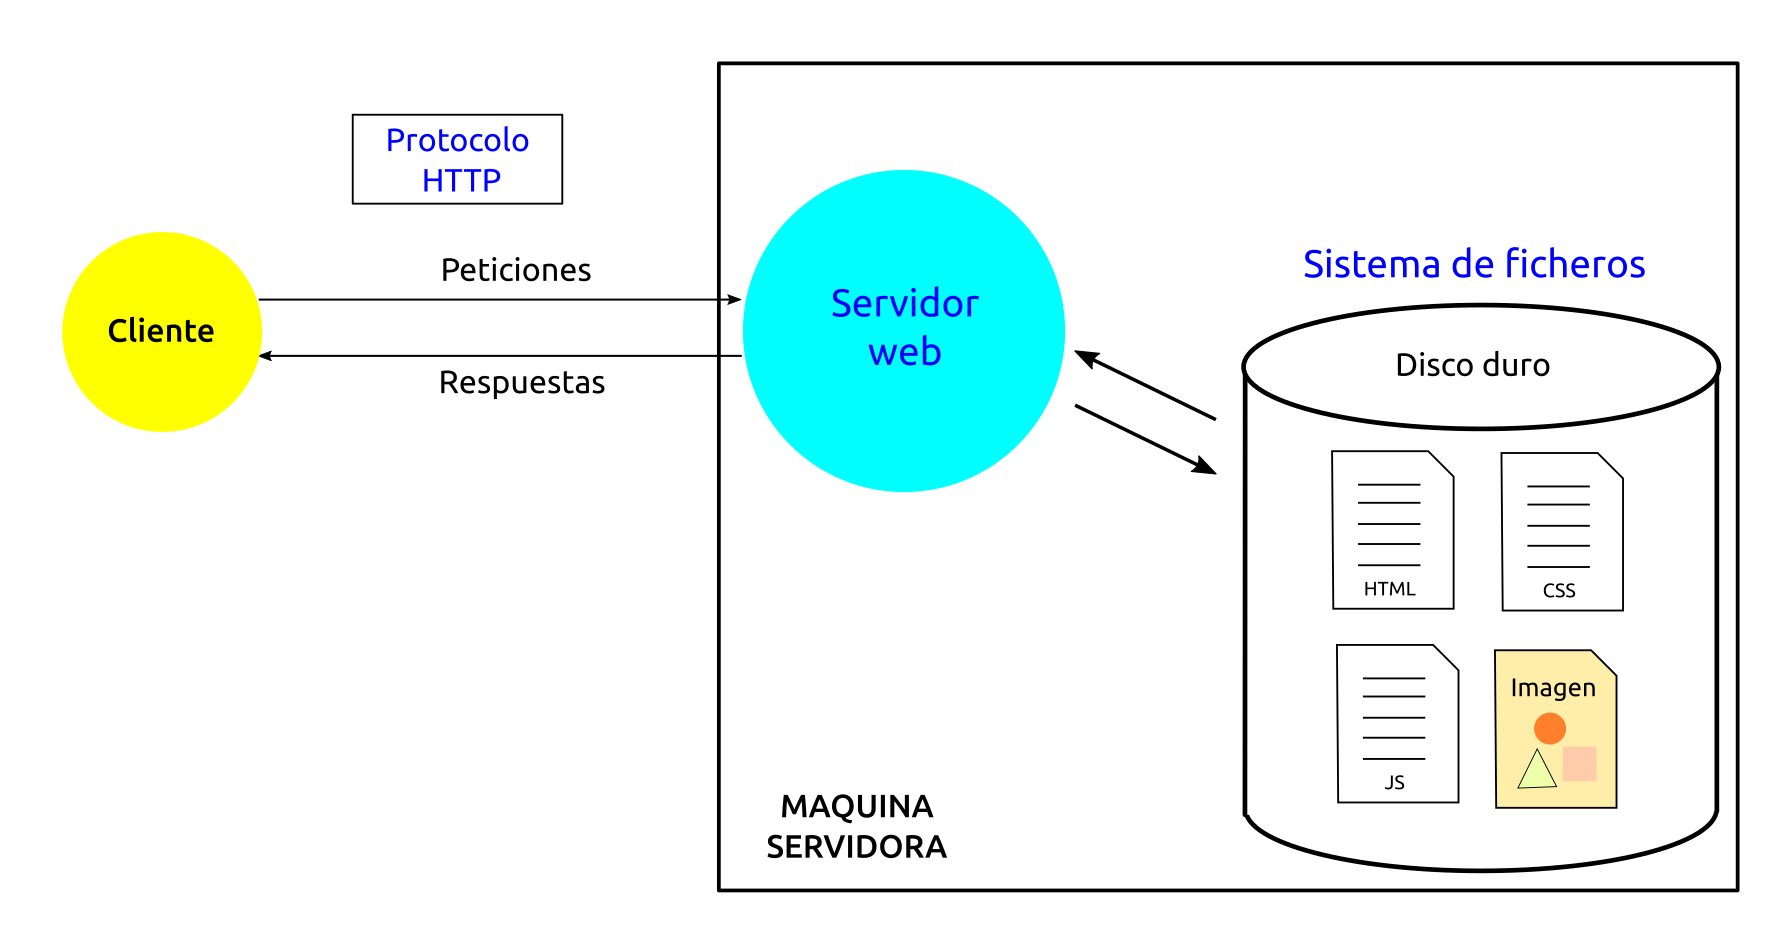 Protocolo
HTTP
Peticiones
Cliente
Respuestas
Servidor
web
Sistema de ficheros
Disco duro
HTML
CSS
JS
Imagen
MAQUINA
SERVIDORA